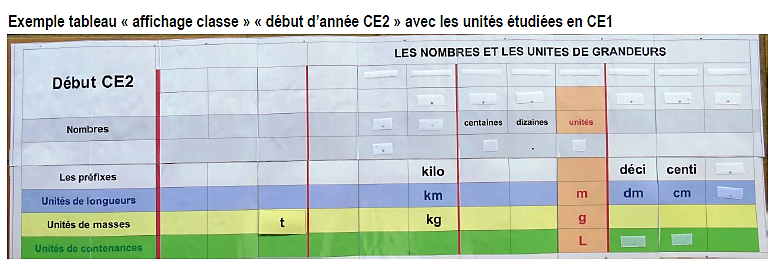 Exemple tableau « affichage classe » « début d'année CE2 » avec les unités étudiées en CE1
LES NOMBRES ET LES UNITES DE GRANDEURS
Début CE2
Nombres centaines dizaines unités
Les préfixes kilo déci centi
Unités de longueurs km m dm cm
Unités de masses t kg g
Unités de contenances L